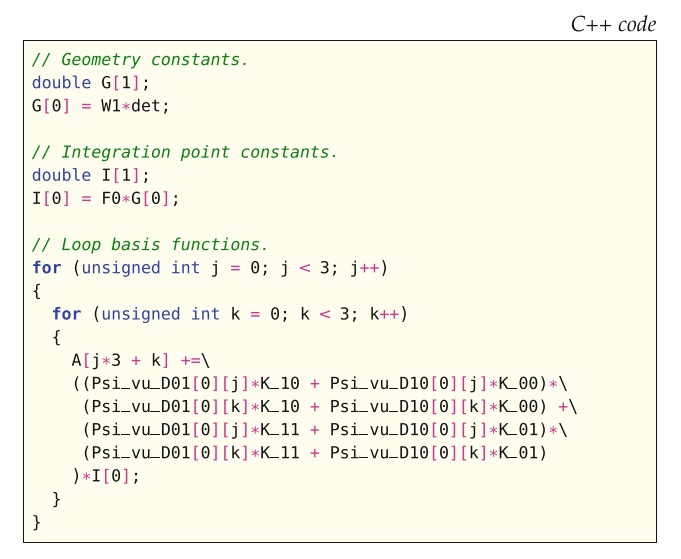 C++ code
// Geometry constants.
double G[1];
G[0] = W1*det;
// Integration point constants.
double I[1];
I[0] = F0*G[0];
// Loop basis functions.
for (unsigned int j = 0; j < 3; j++)
{
for (unsigned int k = 0; k < 3; k++)
{
A[j*3 + k] +=\
((Psi_vu_D01[0][j]*K_10 + Psi_vu_D10[0][j]*K_00)*\
(Psi_vu_D01[0][k]*K_10 + Psi_vu_D10[0][k]*K_00) +\
(Psi_vu_D01[0][j]*K_11 + Psi_vu_D10[0][j]*K_01)*\
(Psi_vu_D01[0][k]*K_11 + Psi_vu_D10[0][k]*K_01)
)*I[0];
}
}